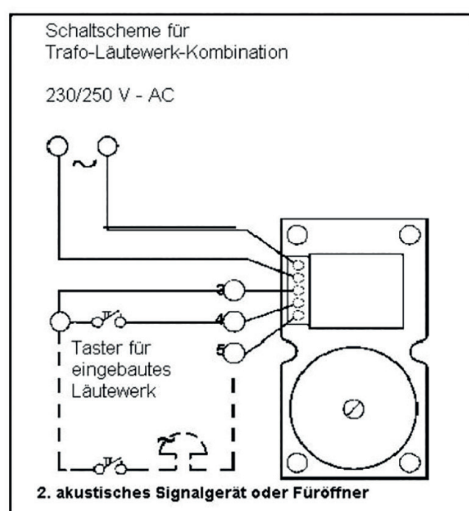 Schaltscheme für
Trafo-Läutewerk-Kombination
230/250 V - AC
3
4
5
Taster für
eingebautes
Läutewerk
2. akustisches Signalgerät oder Füröffner